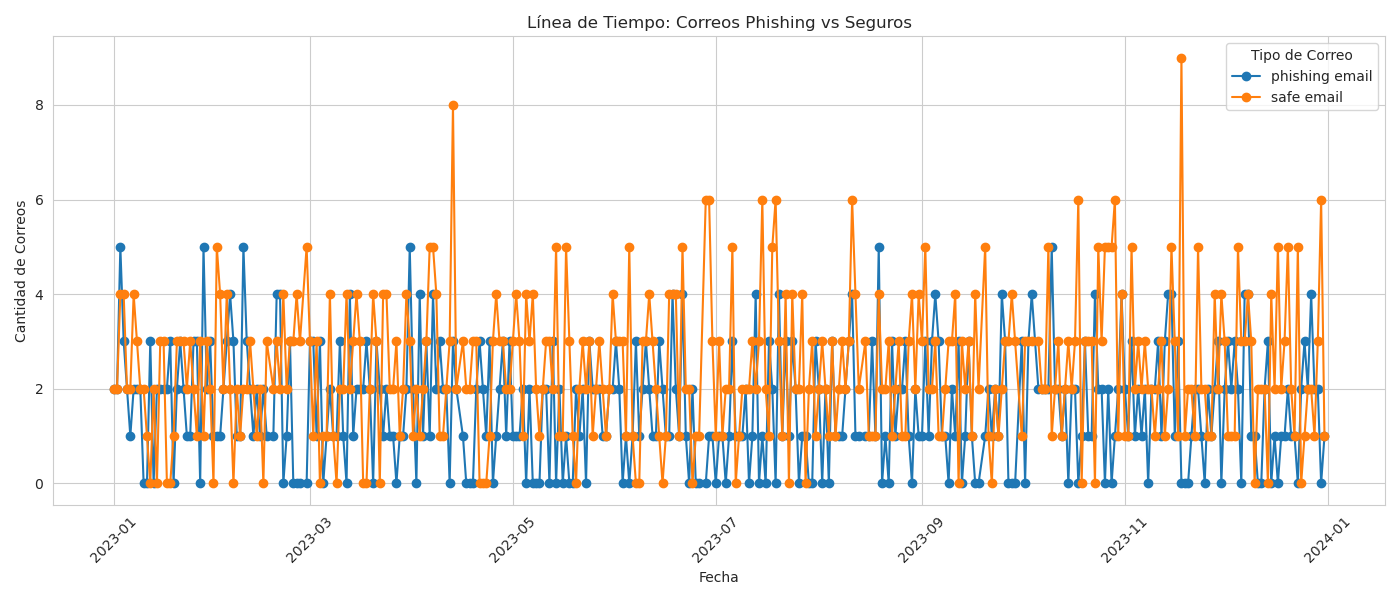 Línea de Tiempo: Correos Phishing vs Seguros
Tipo de Correo
phishing email
safe email
Cantidad de Correos
8
6
4
2
0
2023-01
2023-03
2023-05
2023-07
2023-09
2023-11
2024-01
Fecha